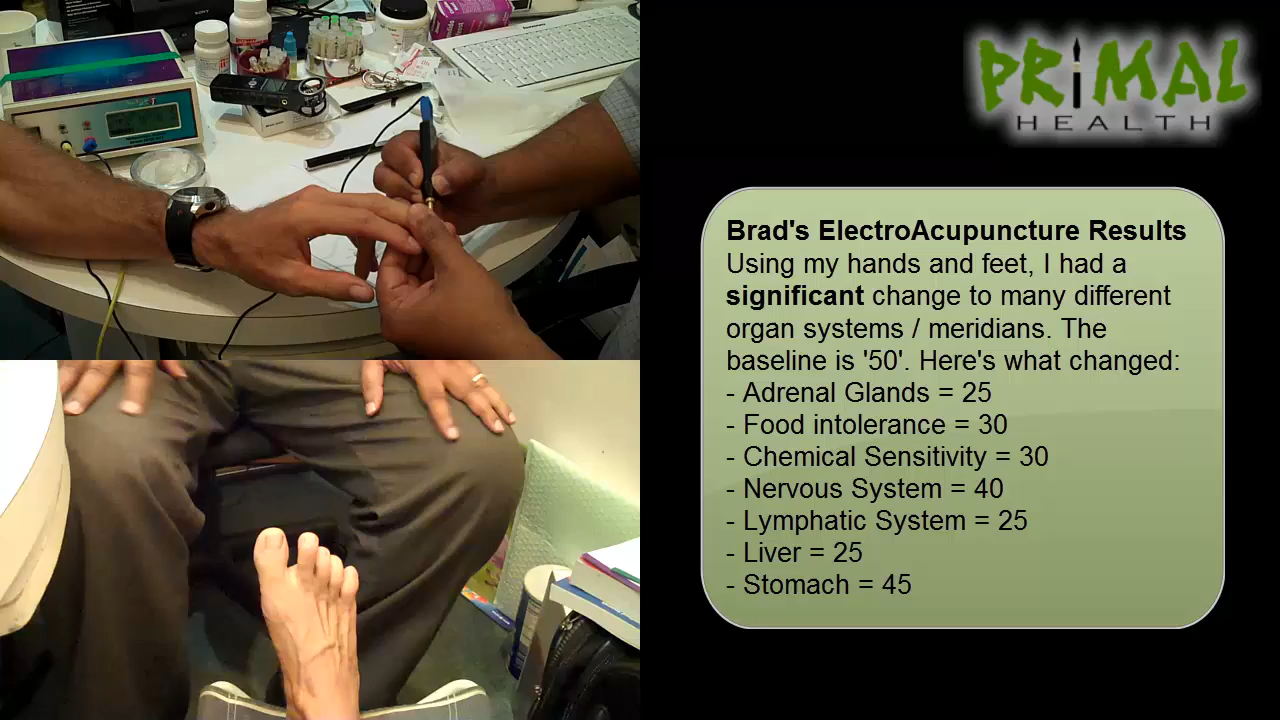 PRiMAL
HEALTH
Brad's ElectroAcupuncture Results
Using my hands and feet, I had a
significant change to many different
organ systems / meridians. The
baseline is '50'. Here's what changed:
- Adrenal Glands = 25
- Food intolerance = 30
- Chemical Sensitivity = 30
- Nervous System = 40
- Lymphatic System = 25
- Liver = 25
- Stomach = 45